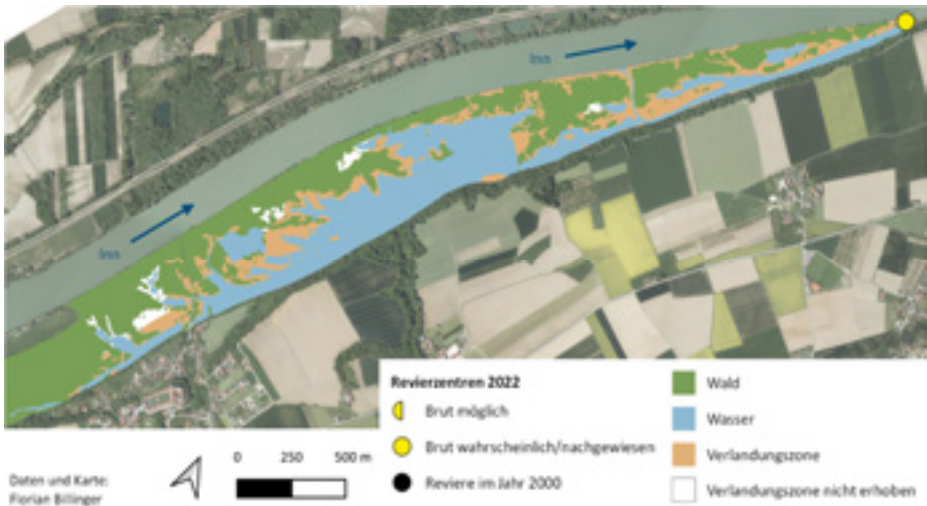 Inn
Inn
Revierzentren 2022
Brut möglich
Brut wahrscheinlich/nachgewiesen
Reviere im Jahr 2000
Wald
Wasser
Verlandungszone
Verlandungszone nicht erhoben
0 250 500 m
Daten und Karte:
Florian Billinger